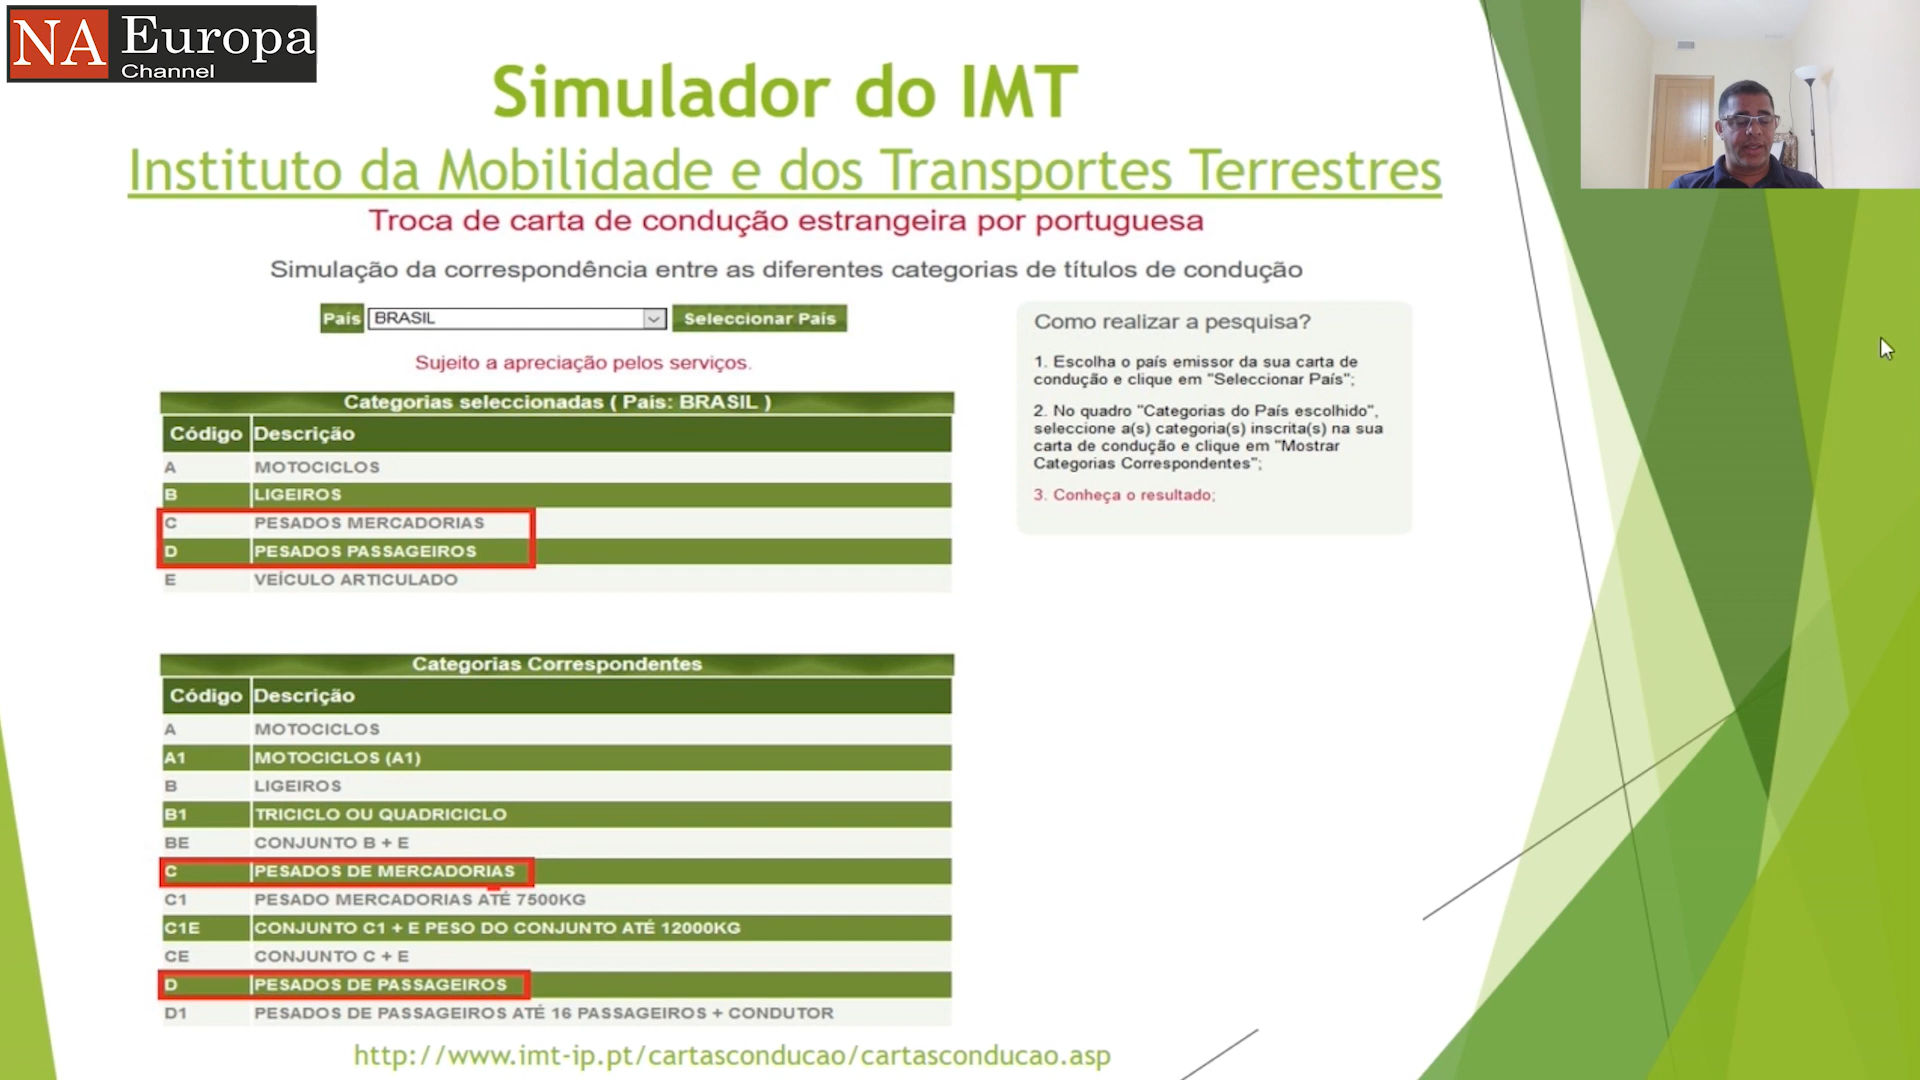 NA Europa
Channel
Simulador do IMT
Instituto da Mobilidade e dos Transportes Terrestres
Troca de carta de condução estrangeira por portuguesa
Simulação da correspondência entre as diferentes categorias de títulos de condução
País BRASIL Seleccionar País
Sujeito a apreciação pelos serviços.
Categorias seleccionadas ( País: BRASIL )
Código Descrição
A MOTOCICLOS
B LIGEIROS
C PESADOS MERCADORIAS
D PESADOS PASSAGEIROS
E VEÍCULO ARTICULADO
Como realizar a pesquisa?
1. Escolha o país emissor da sua carta de
condução e clique em "Seleccionar País";
2. No quadro "Categorias do País escolhido",
seleccione a(s) categoria(s) inscrita(s) na sua
carta de condução e clique em "Mostrar
Categorias Correspondentes";
3. Conheça o resultado;
Categorias Correspondentes
Código Descrição
A MOTOCICLOS
A1 MOTOCICLOS (A1)
B LIGEIROS
B1 TRICICLO OU QUADRICICLO
BE CONJUNTO B + E
C PESADOS DE MERCADORIAS
C1 PESADO MERCADORIAS ATÉ 7500KG
C1E CONJUNTO C1 + E PESO DO CONJUNTO ATÉ 12000KG
CE CONJUNTO C + E
D PESADOS DE PASSAGEIROS
D1 PESADOS DE PASSAGEIROS ATÉ 16 PASSAGEIROS + CONDUTOR
http://www.imt-ip.pt/cartasconducao/cartasconducao.asp